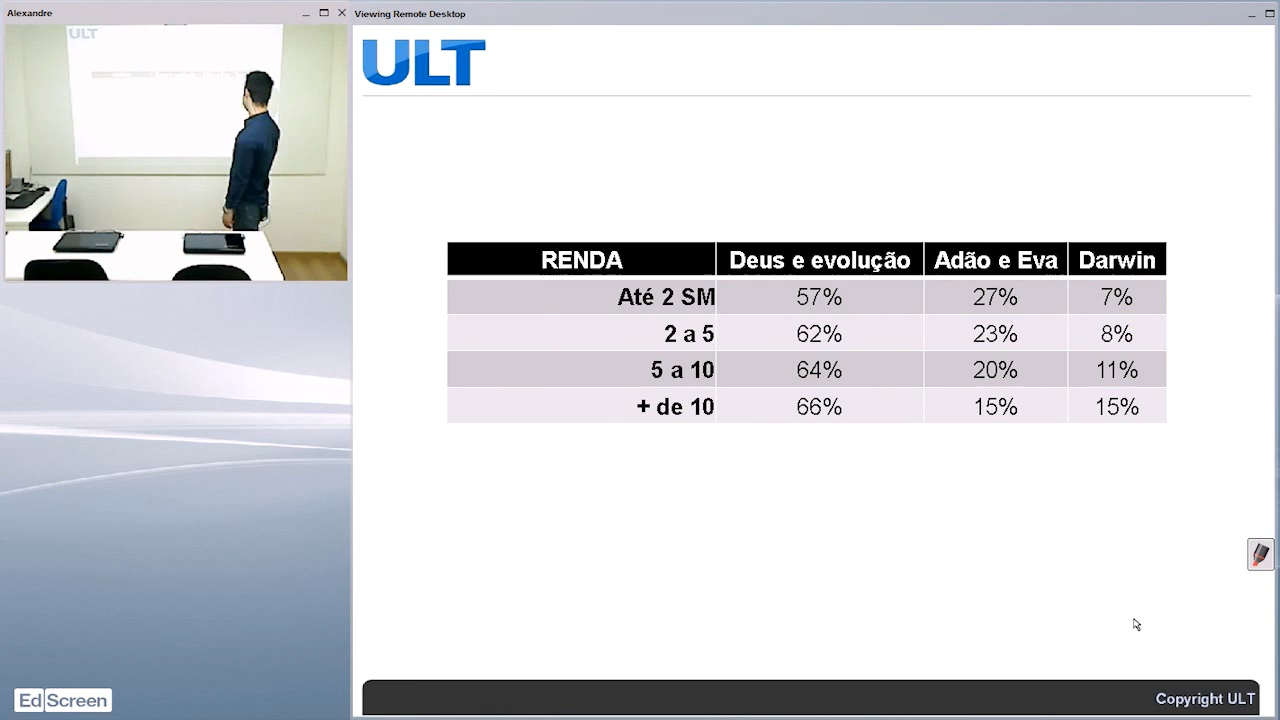 Alexandre
Viewing Remote Desktop
ULT
ULT
RENDA Deus e evolução Adão e Eva Darwin
Até 2 SM 57% 27% 7%
2 a 5 62% 23% 8%
5 a 10 64% 20% 11%
+ de 10 66% 15% 15%
Ed Screen
Copyright ULT